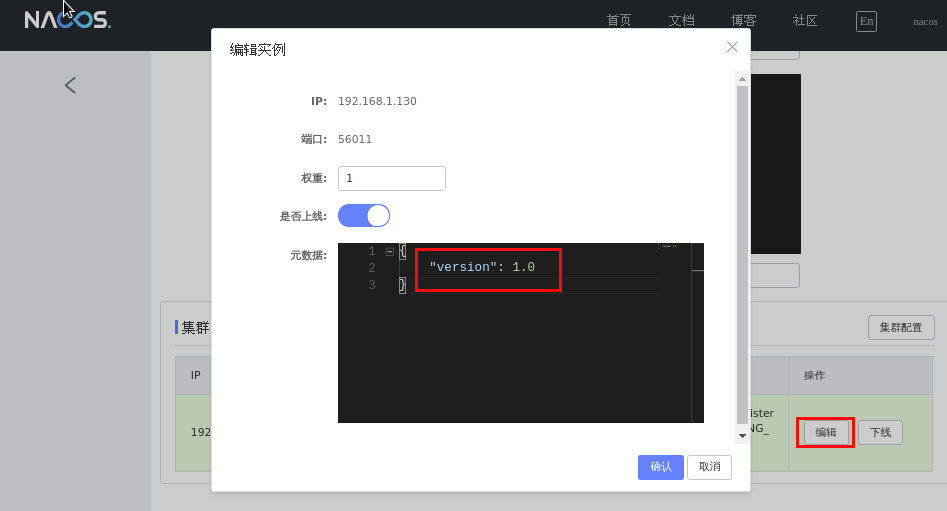 NACOS.
首页 文档 博客 社区 En nacos
编辑实例
IP: 192.168.1.130
端口: 56011
权重: 1
是否上线:
元数据:
1 {
2 "version": 1.0
3 }
集群
集群配置
IP
操作
ister
192
NG_
编辑 下线
确认 取消